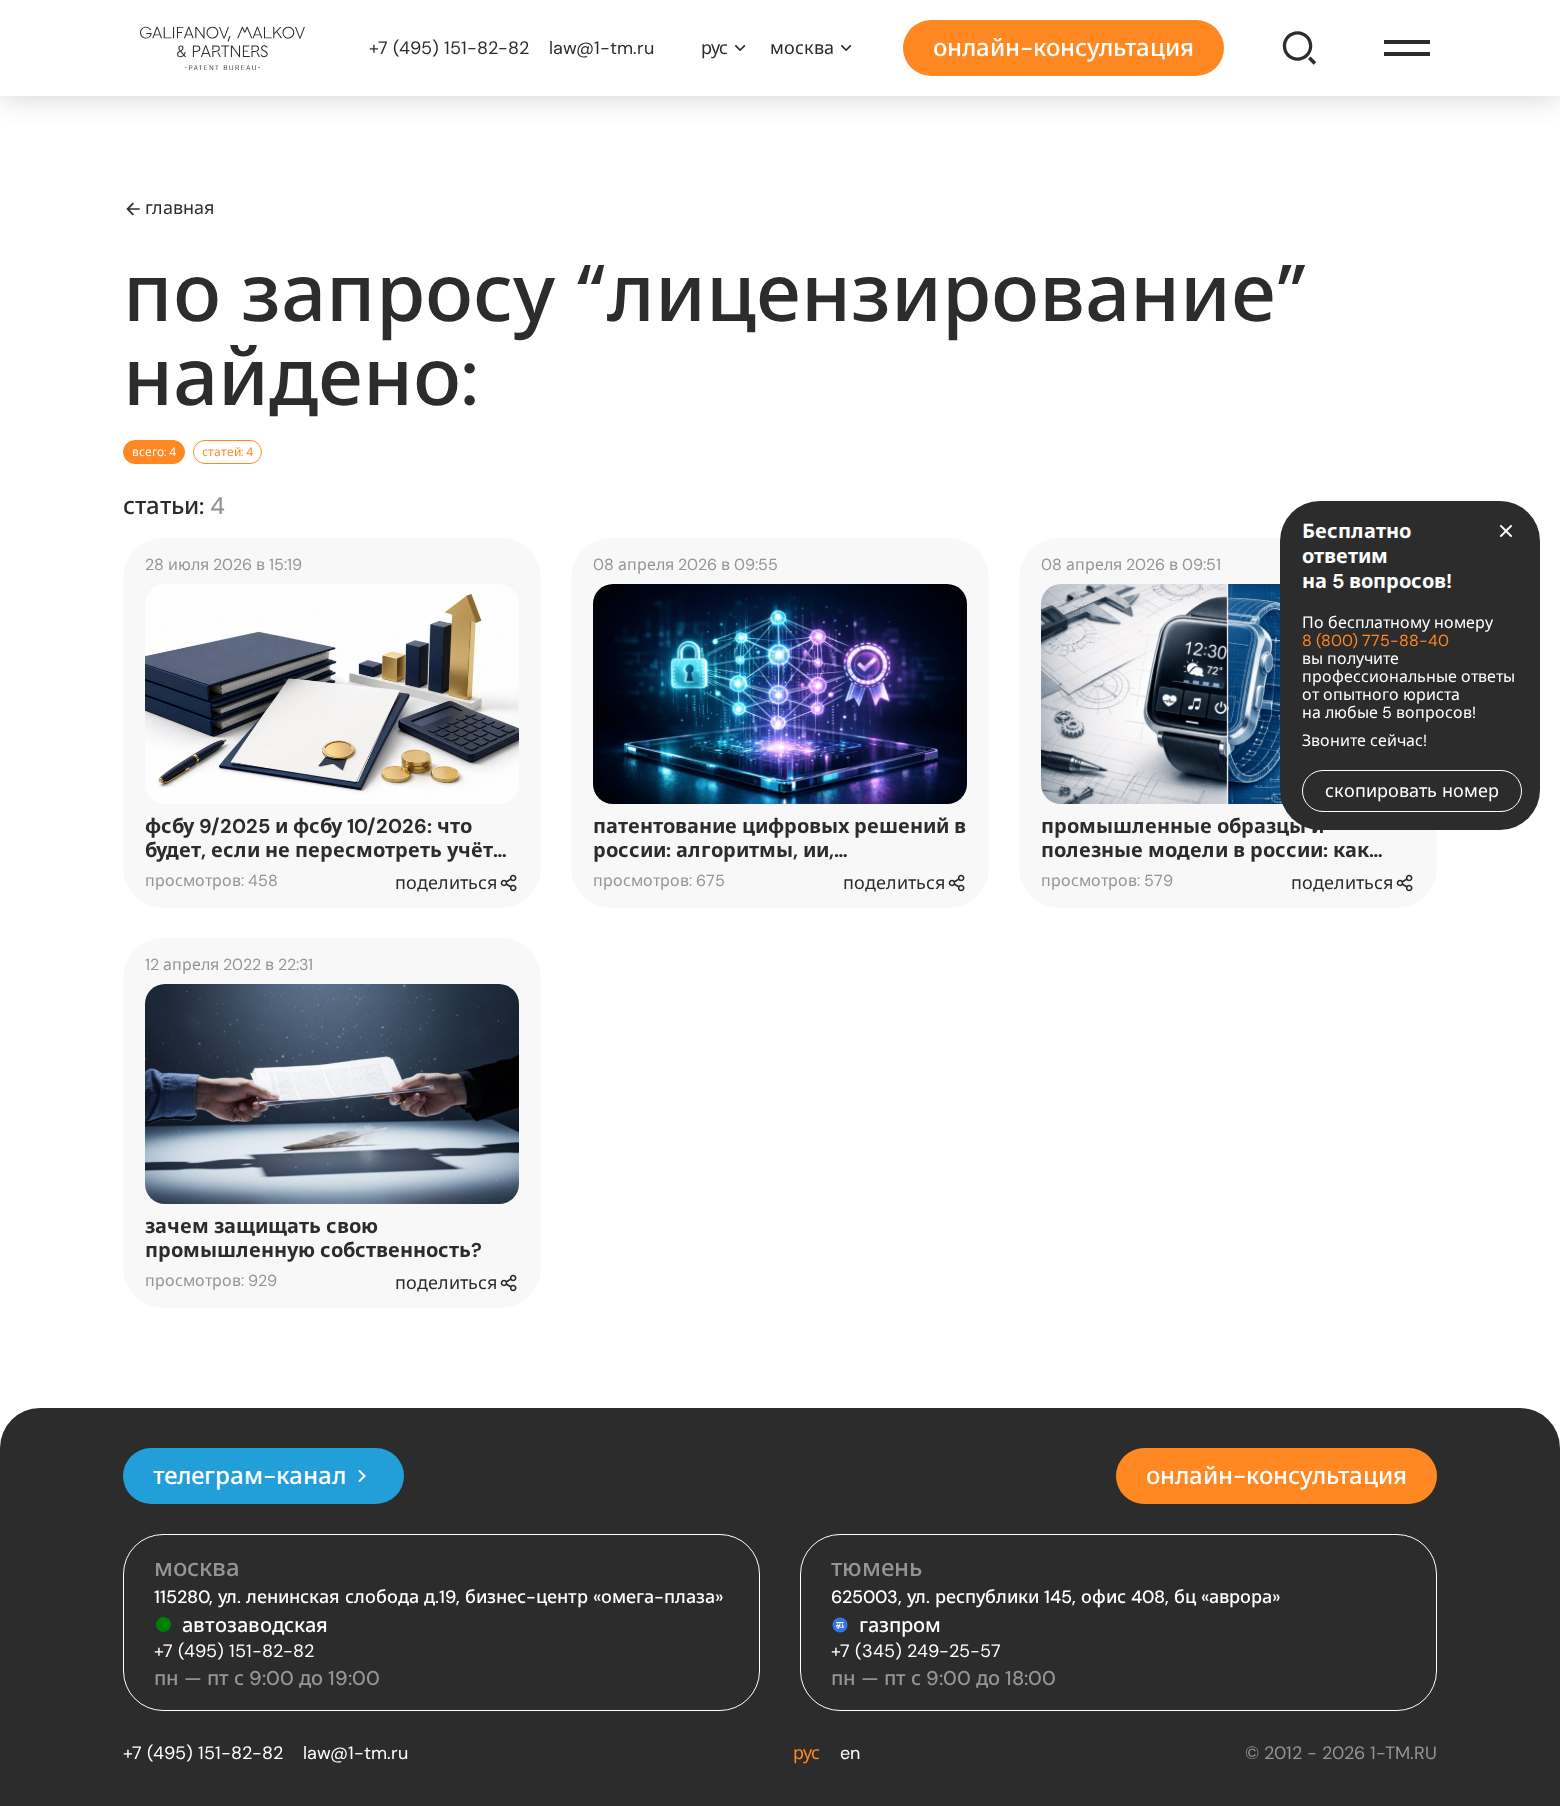 GALIFANOV, MALKOV
& PARTNERS
-PATENT BUREAU-
+7 (495) 151-82-82
law@1-tm.ru
рус
москва
онлайн-консультация
главная
по запросу “лицензирование”
найдено:
всего: 4
статей: 4
статьи: 4
28 июля 2026 в 15:19
фсбу 9/2025 и фсбу 10/2026: что
будет, если не пересмотреть учёт...
просмотров: 458
поделиться
08 апреля 2026 в 09:55
патентование цифровых решений в
россии: алгоритмы, ии,...
просмотров: 675
поделиться
08 апреля 2026 в 09:51
12:30
72°
промышленные образцы и
полезные модели в россии: как...
просмотров: 579
поделиться
Бесплатно
ответим
на 5 вопросов!
По бесплатному номеру
8 (800) 775-88-40
вы получите
профессиональные ответы
от опытного юриста
на любые 5 вопросов!
Звоните сейчас!
скопировать номер
12 апреля 2022 в 22:31
зачем защищать свою
промышленную собственность?
просмотров: 929
поделиться
телеграм-канал
онлайн-консультация
москва
115280, ул. ленинская слобода д.19, бизнес-центр «омега-плаза»
автозаводская
+7 (495) 151-82-82
пн — пт с 9:00 до 19:00
тюмень
625003, ул. республики 145, офис 408, бц «аврора»
газпром
+7 (345) 249-25-57
пн — пт с 9:00 до 18:00
+7 (495) 151-82-82
law@1-tm.ru
рус
en
© 2012 - 2026 1-TM.RU